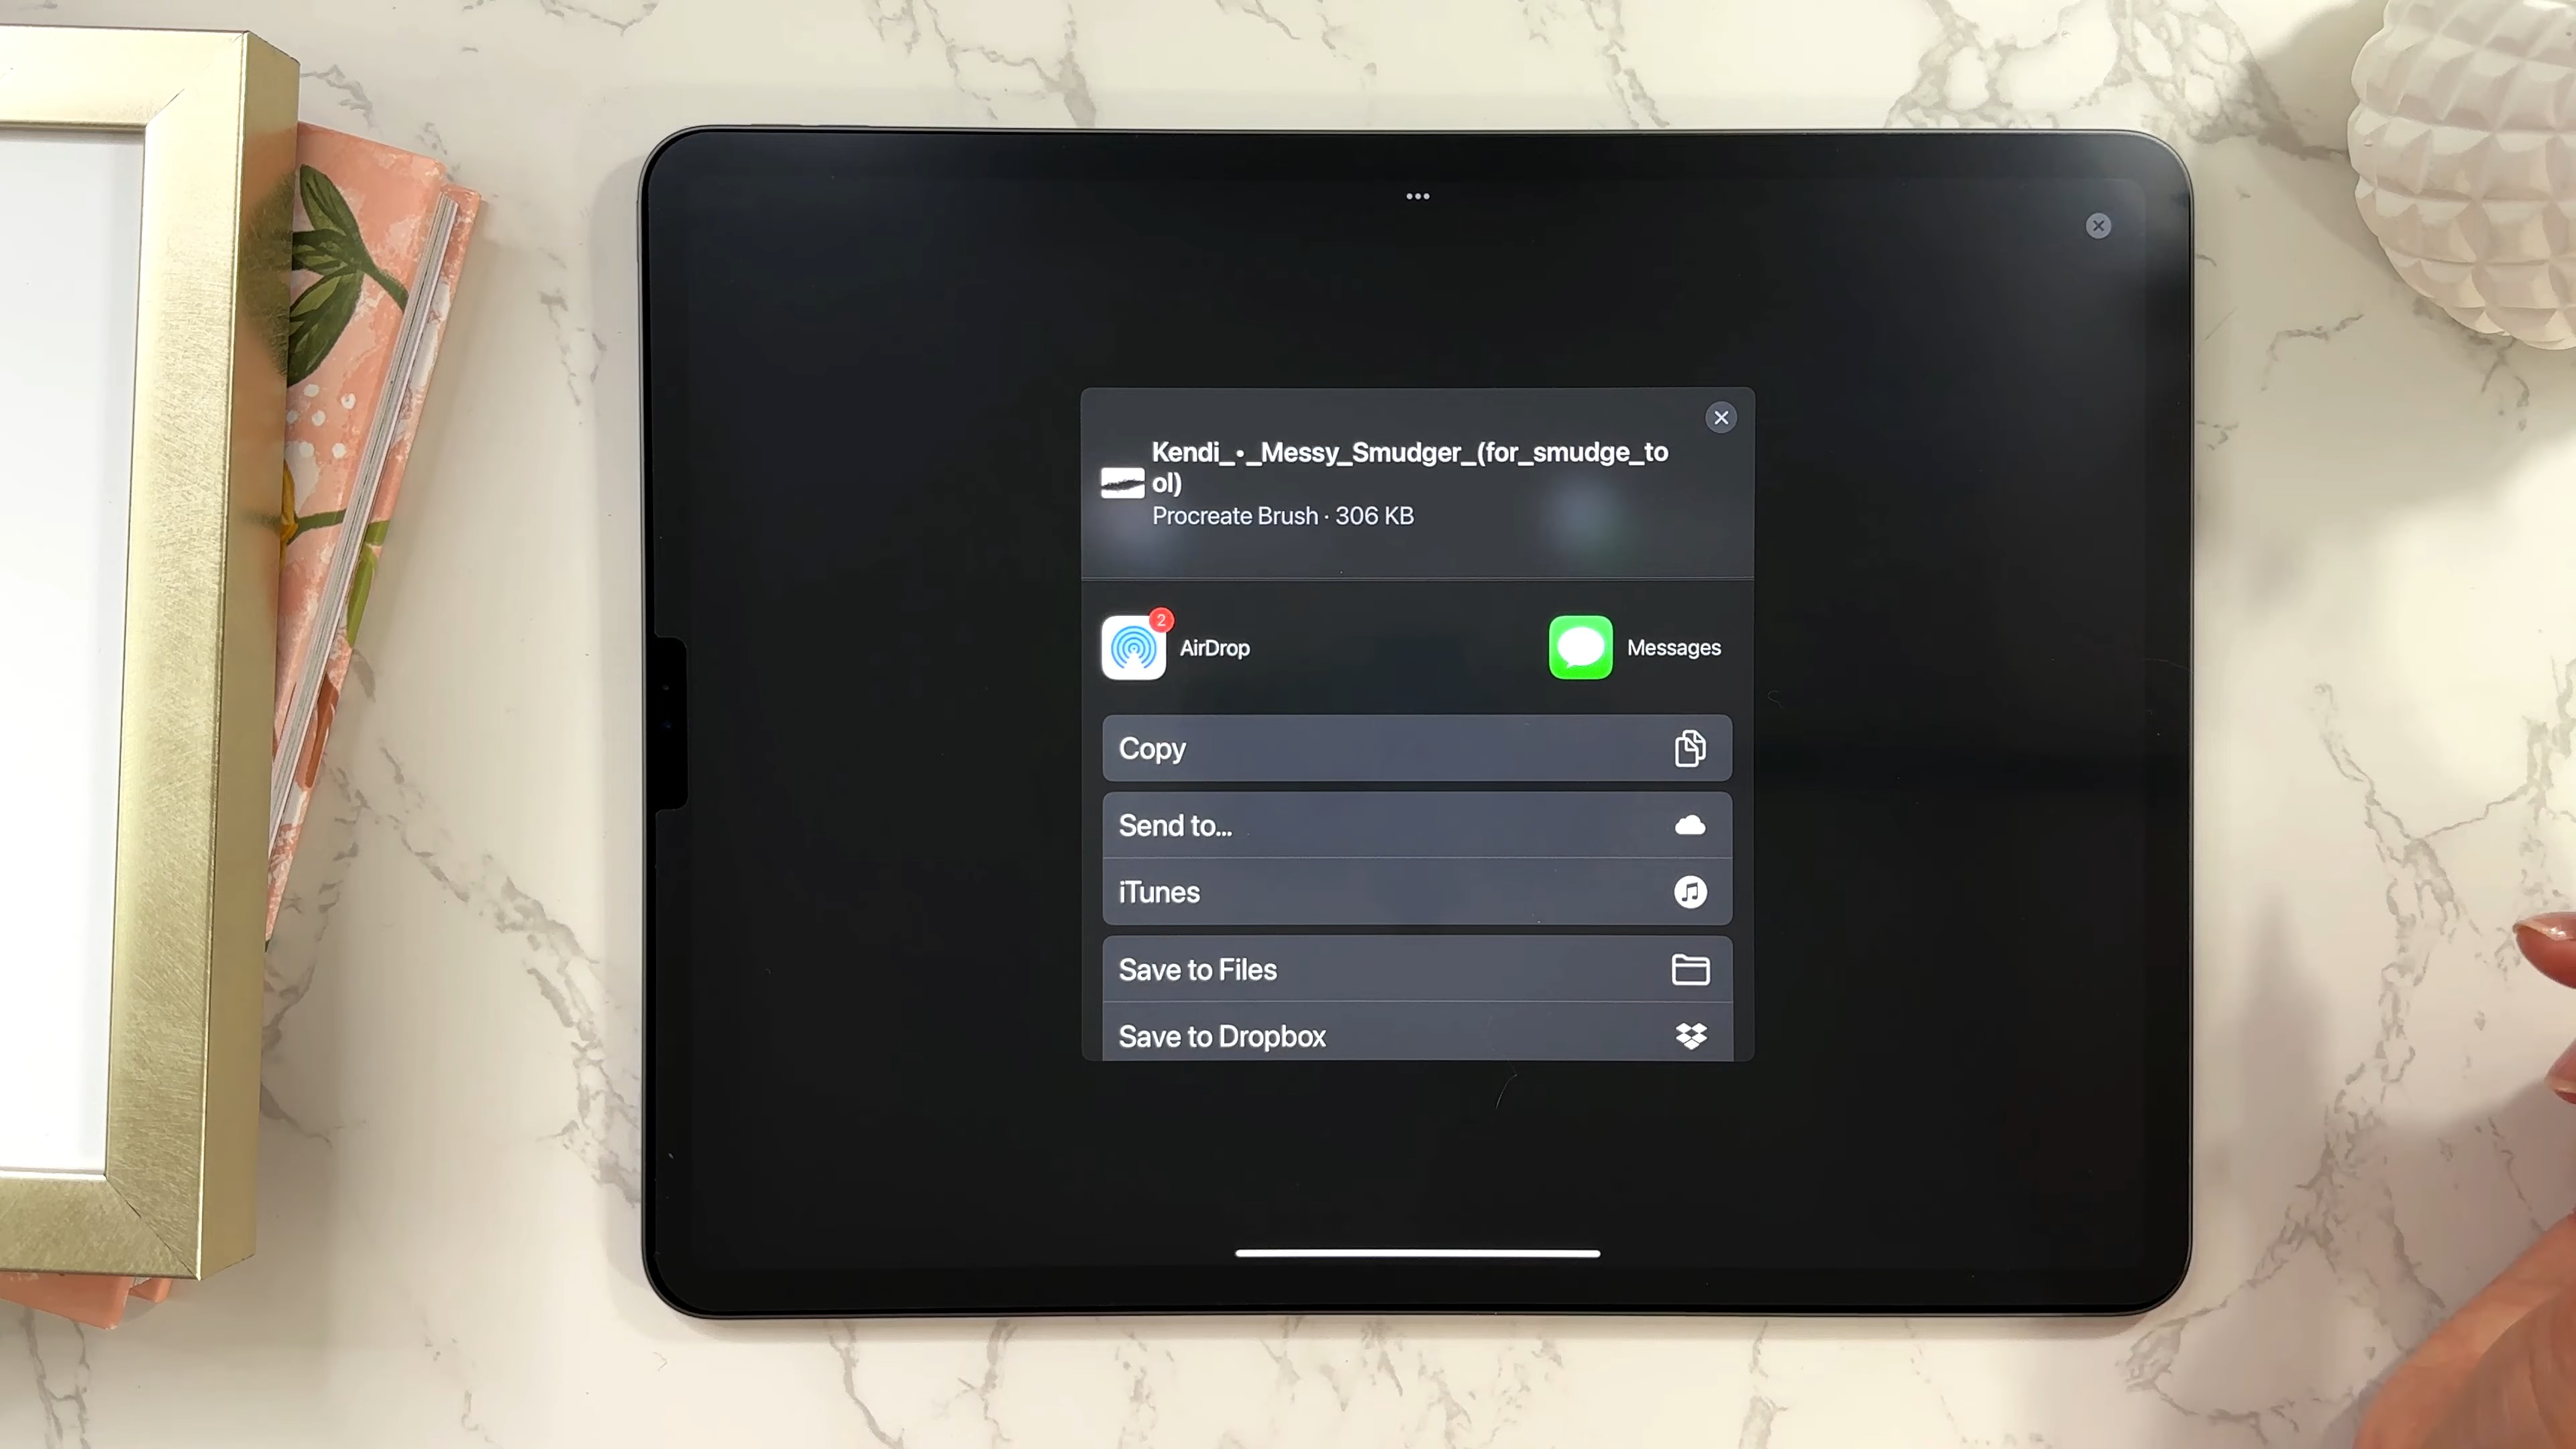 Kendi_•_Messy_Smudger_(for_smudge_to
ol)
Procreate Brush · 306 KB
2
AirDrop
Messages
Copy
Send to...
iTunes
Save to Files
Save to Dropbox